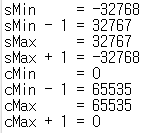 sMin     = -32768
sMin - 1 = 32767
sMax     = 32767
sMax + 1 = -32768
cMin     = 0
cMin - 1 = 65535
cMax     = 65535
cMax + 1 = 0